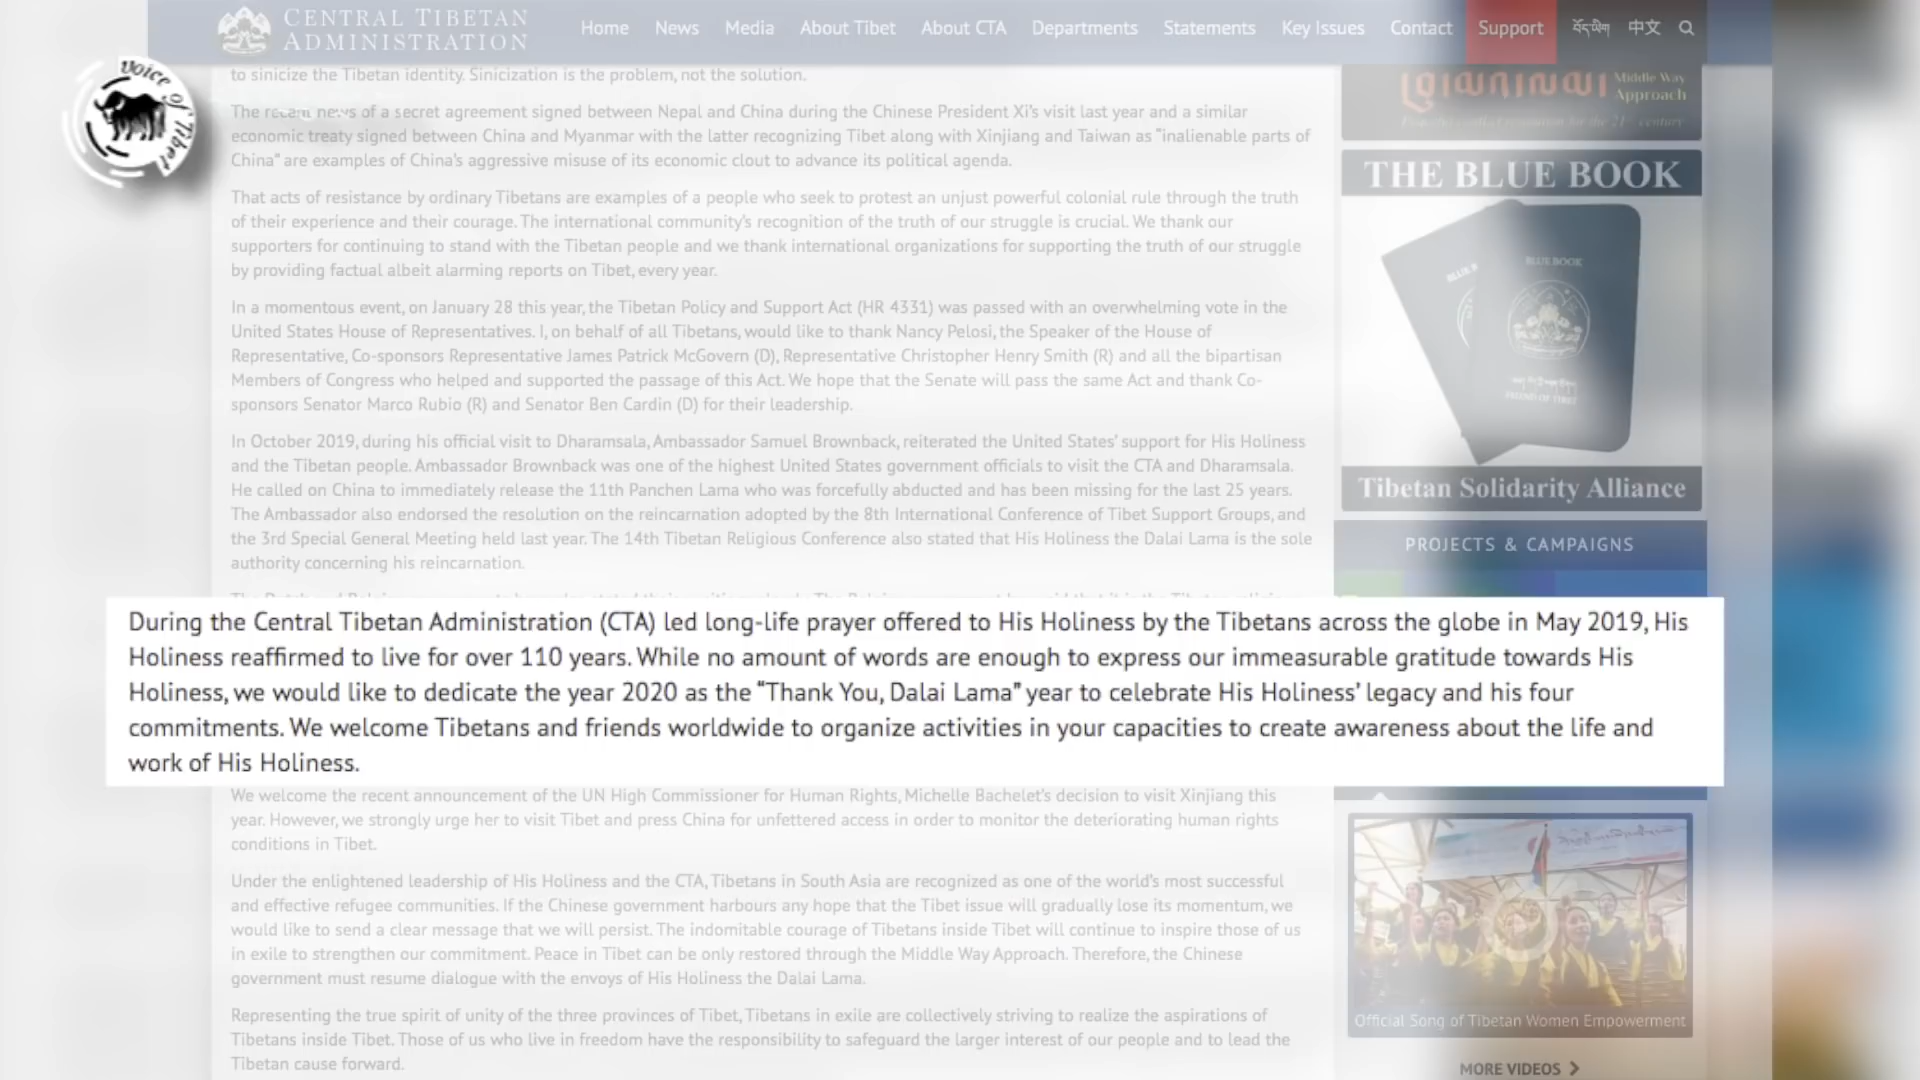 CENTRAL TIBETAN
ADMINISTRATION
Home News Media About Tibet About CTA Departments Statements Key Issues Contact Support བོད་ཡིག 中文
voice of Tibet
to sinicize the Tibetan identity. Sinicization is the problem, not the solution.
The recent news of a secret agreement signed between Nepal and China during the Chinese President Xi's visit last year and a similar
economic treaty signed between China and Myanmar with the latter recognizing Tibet along with Xinjiang and Taiwan as "inalienable parts of
China" are examples of China's aggressive misuse of its economic clout to advance its political agenda.
That acts of resistance by ordinary Tibetans are examples of a people who seek to protest an unjust powerful colonial rule through the truth
of their experience and their courage. The international community's recognition of the truth of our struggle is crucial. We thank our
supporters for continuing to stand with the Tibetan people and we thank international organizations for supporting the truth of our struggle
by providing factual albeit alarming reports on Tibet, every year.
In a momentous event, on January 28 this year, the Tibetan Policy and Support Act (HR 4331) was passed with an overwhelming vote in the
United States House of Representatives. I, on behalf of all Tibetans, would like to thank Nancy Pelosi, the Speaker of the House of
Representative, Co-sponsors Representative James Patrick McGovern (D), Representative Christopher Henry Smith (R) and all the bipartisan
Members of Congress who helped and supported the passage of this Act. We hope that the Senate will pass the same Act and thank Co-
sponsors Senator Marco Rubio (R) and Senator Ben Cardin (D) for their leadership.
In October 2019, during his official visit to Dharamsala, Ambassador Samuel Brownback, reiterated the United States' support for His Holiness
and the Tibetan people. Ambassador Brownback was one of the highest United States government officials to visit the CTA and Dharamsala.
He called on China to immediately release the 11th Panchen Lama who was forcefully abducted and has been missing for the last 25 years.
The Ambassador also endorsed the resolution on the reincarnation adopted by the 8th International Conference of Tibet Support Groups, and
the 3rd Special General Meeting held last year. The 14th Tibetan Religious Conference also stated that His Holiness the Dalai Lama is the sole
authority concerning his reincarnation.
During the Central Tibetan Administration (CTA) led long-life prayer offered to His Holiness by the Tibetans across the globe in May 2019, His
Holiness reaffirmed to live for over 110 years. While no amount of words are enough to express our immeasurable gratitude towards His
Holiness, we would like to dedicate the year 2020 as the "Thank You, Dalai Lama" year to celebrate His Holiness' legacy and his four
commitments. We welcome Tibetans and friends worldwide to organize activities in your capacities to create awareness about the life and
work of His Holiness.
We welcome the recent announcement of the UN High Commissioner for Human Rights, Michelle Bachelet's decision to visit Xinjiang this
year. However, we strongly urge her to visit Tibet and press China for unfettered access in order to monitor the deteriorating human rights
conditions in Tibet.
Under the enlightened leadership of His Holiness and the CTA, Tibetans in South Asia are recognized as one of the world's most successful
and effective refugee communities. If the Chinese government harbours any hope that the Tibet issue will gradually lose its momentum, we
would like to send a clear message that we will persist. The indomitable courage of Tibetans inside Tibet will continue to inspire those of us
in exile to strengthen our commitment. Peace in Tibet can be only restored through the Middle Way Approach. Therefore, the Chinese
government must resume dialogue with the envoys of His Holiness the Dalai Lama.
Representing the true spirit of unity of the three provinces of Tibet, Tibetans in exile are collectively striving to realize the aspirations of
Tibetans inside Tibet. Those of us who live in freedom have the responsibility to safeguard the larger interest of our people and to lead the
Tibetan cause forward.
Middle Way
Approach
THE BLUE BOOK
BLUE BOOK
FRIEND OF TIBET
Tibetan Solidarity Alliance
PROJECTS & CAMPAIGNS
Official Song of Tibetan Women Empowerment
MORE VIDEOS